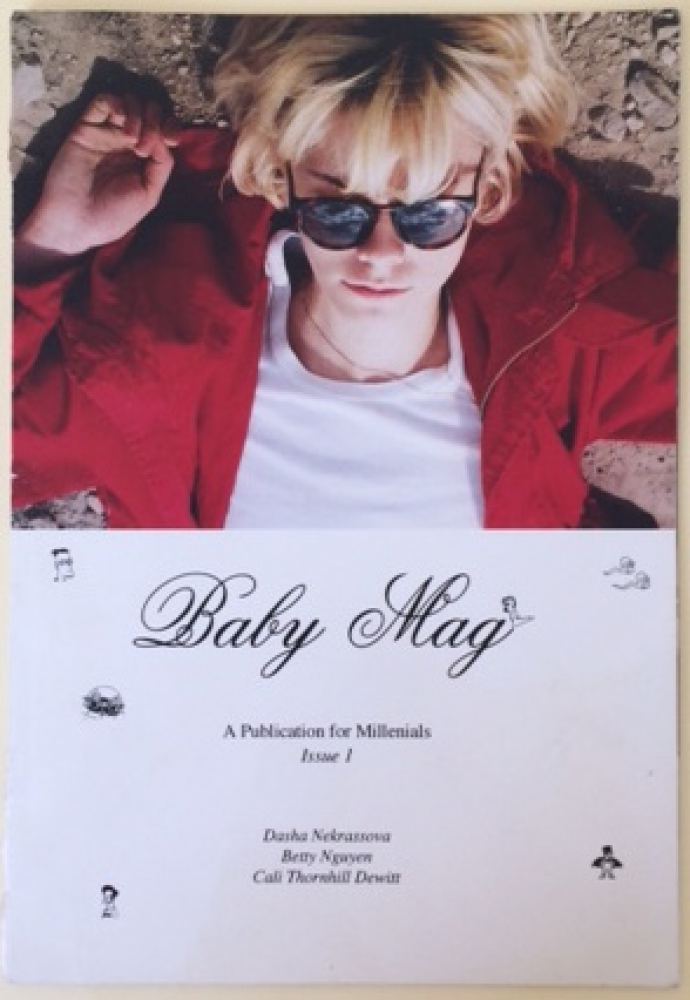 Baby Mag
A Publication for Millenials
Issue 1
Dasha Nekrassova
Betty Nguyen
Cali Thornhill Dewitt